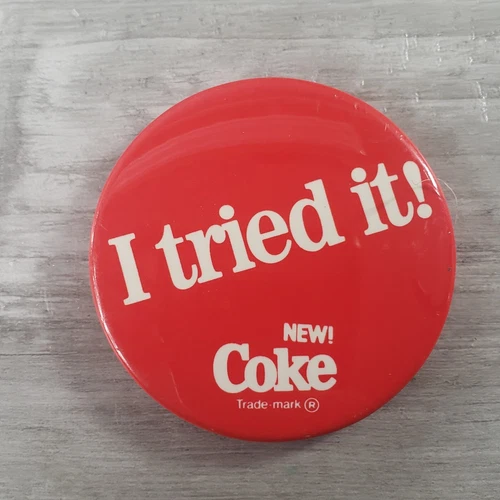 I tried it!
NEW!
Coke
Trade-mark ®